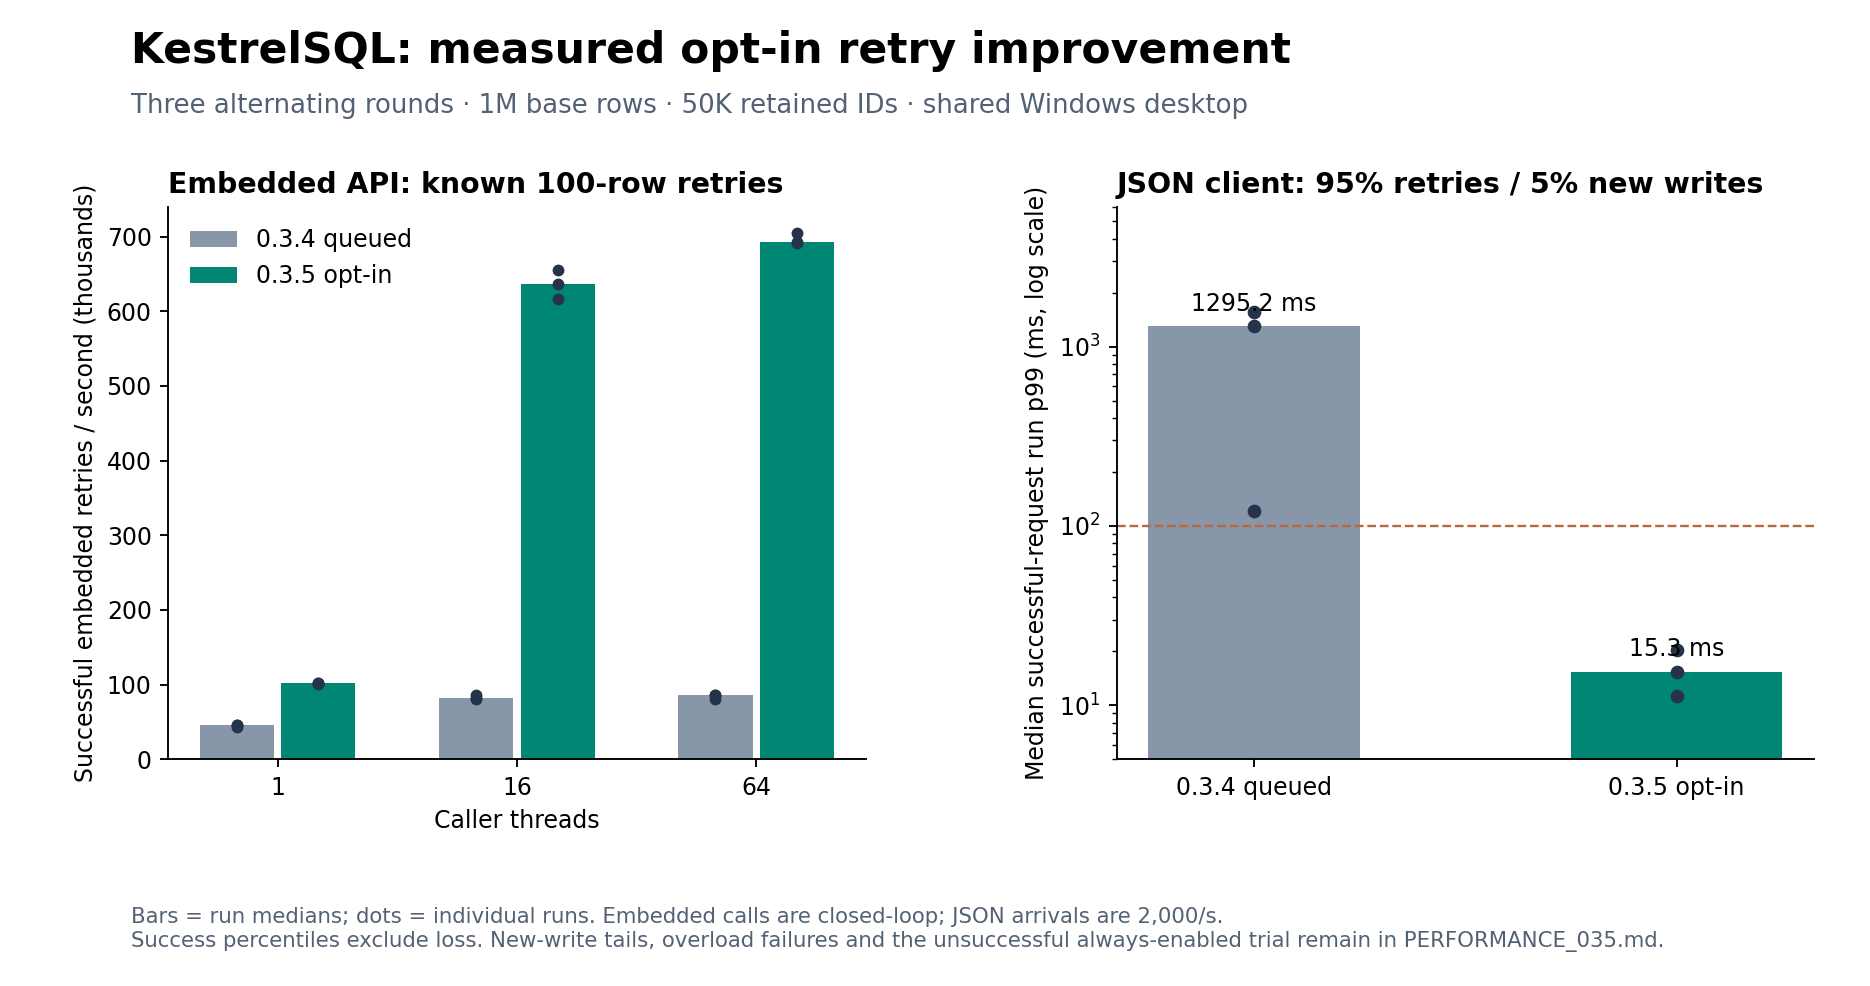 KestrelSQL: measured opt-in retry improvement
Three alternating rounds · 1M base rows · 50K retained IDs · shared Windows desktop
Embedded API: known 100-row retries
Successful embedded retries / second (thousands)
700
600
500
400
300
200
100
0
0.3.4 queued
0.3.5 opt-in
1
16
64
Caller threads
JSON client: 95% retries / 5% new writes
Median successful-request run p99 (ms, log scale)
10³
10²
10¹
1295.2 ms
15.3 ms
0.3.4 queued
0.3.5 opt-in
Bars = run medians; dots = individual runs. Embedded calls are closed-loop; JSON arrivals are 2,000/s.
Success percentiles exclude loss. New-write tails, overload failures and the unsuccessful always-enabled trial remain in PERFORMANCE_035.md.